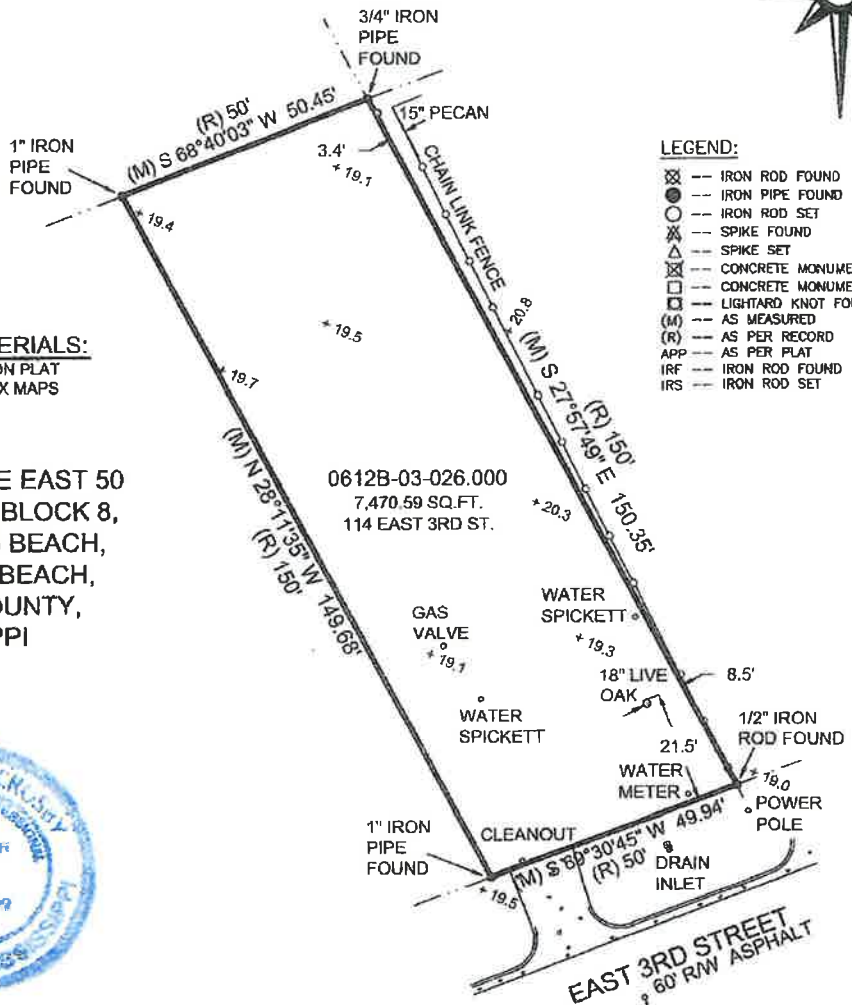 3/4" IRON
PIPE
FOUND
(R) 50'
(M) S 68°40'03" W 50.45'
1" IRON
PIPE
FOUND
15" PECAN
3.4'
+ 19.1
CHAIN LINK FENCE
+ 19.4
+ 19.5
+ 20.8
+ 19.7
(R) 150'
(M) S 27°57'49" E 150.35'
LEGEND:
-- IRON ROD FOUND
-- IRON PIPE FOUND
-- IRON ROD SET
-- SPIKE FOUND
-- SPIKE SET
-- CONCRETE MONUME
-- CONCRETE MONUME
-- LIGHTARD KNOT FOU
(M) -- AS MEASURED
(R) -- AS PER RECORD
APP -- AS PER PLAT
IRF -- IRON ROD FOUND
IRS -- IRON ROD SET
ERIALS:
ON PLAT
X MAPS
E EAST 50
BLOCK 8,
BEACH,
BEACH,
OUNTY,
PPI
(M) N 28°11'35" W 149.68'
(R) 150'
0612B-03-026.000
7,470.59 SQ.FT.
114 EAST 3RD ST.
+ 20.3
WATER
SPICKETT
+ 19.3
GAS
VALVE
+ 19.1
18" LIVE
OAK
8.5'
WATER
SPICKETT
21.5'
1/2" IRON
ROD FOUND
WATER
METER
+ 19.0
POWER
POLE
1" IRON
PIPE
FOUND
CLEANOUT
(M) S 69°30'45" W 49.94'
(R) 50'
DRAIN
INLET
+ 19.5
EAST 3RD STREET
60' R/W ASPHALT
SSIPPI